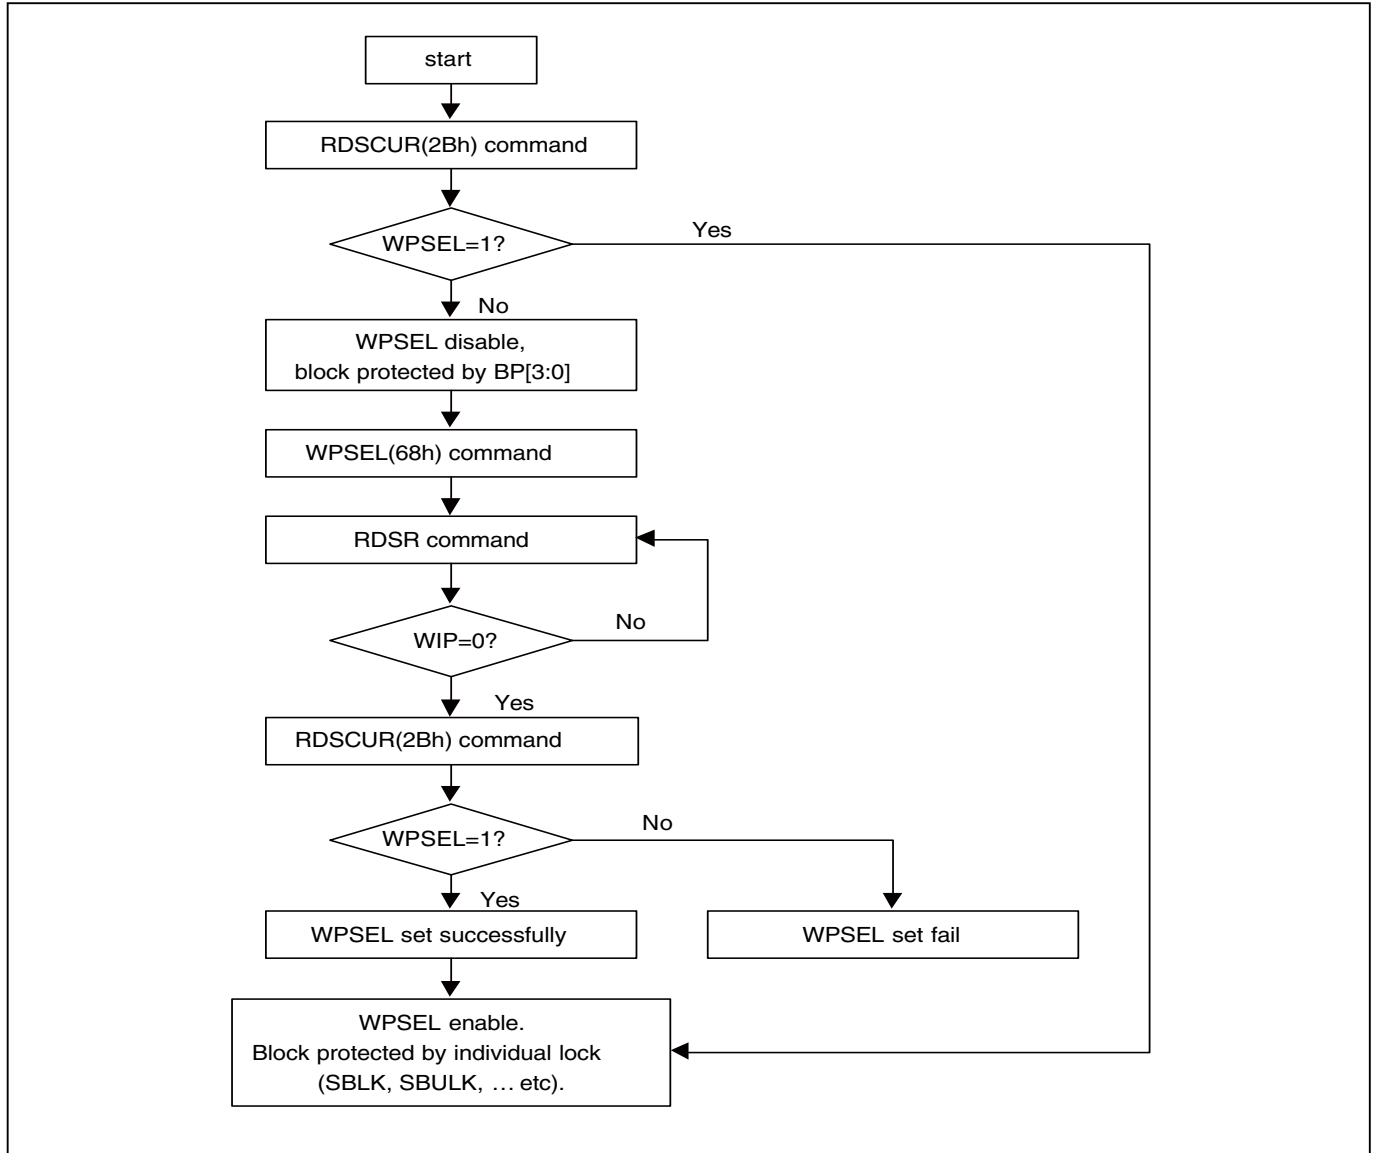 start
RDSCUR(2Bh) command
Yes
WPSEL=1?
No
WPSEL disable,
block protected by BP[3:0]
WPSEL(68h) command
RDSR command
No
WIP=0?
Yes
RDSCUR(2Bh) command
No
WPSEL=1?
Yes
WPSEL set successfully
WPSEL set fail
WPSEL enable.
Block protected by individual lock
(SBLK, SBULK, … etc).